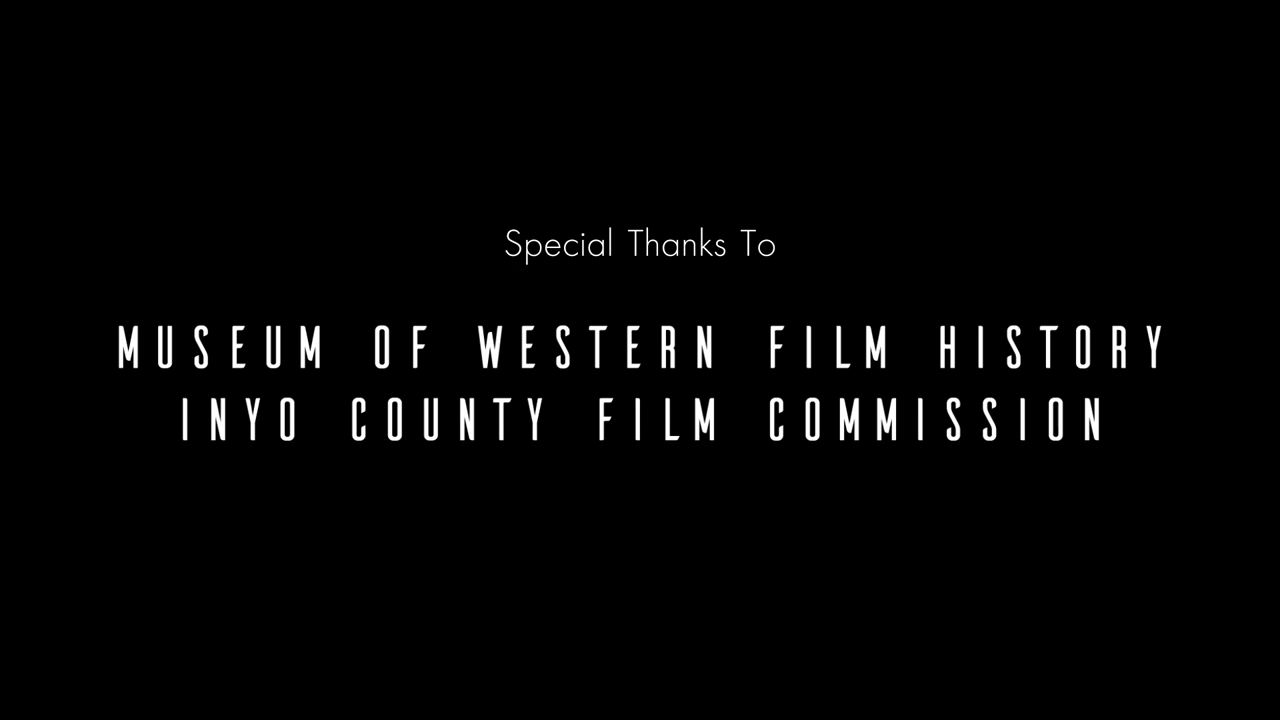 Special Thanks To
MUSEUM OF WESTERN FILM HISTORY
INYO COUNTY FILM COMMISSION